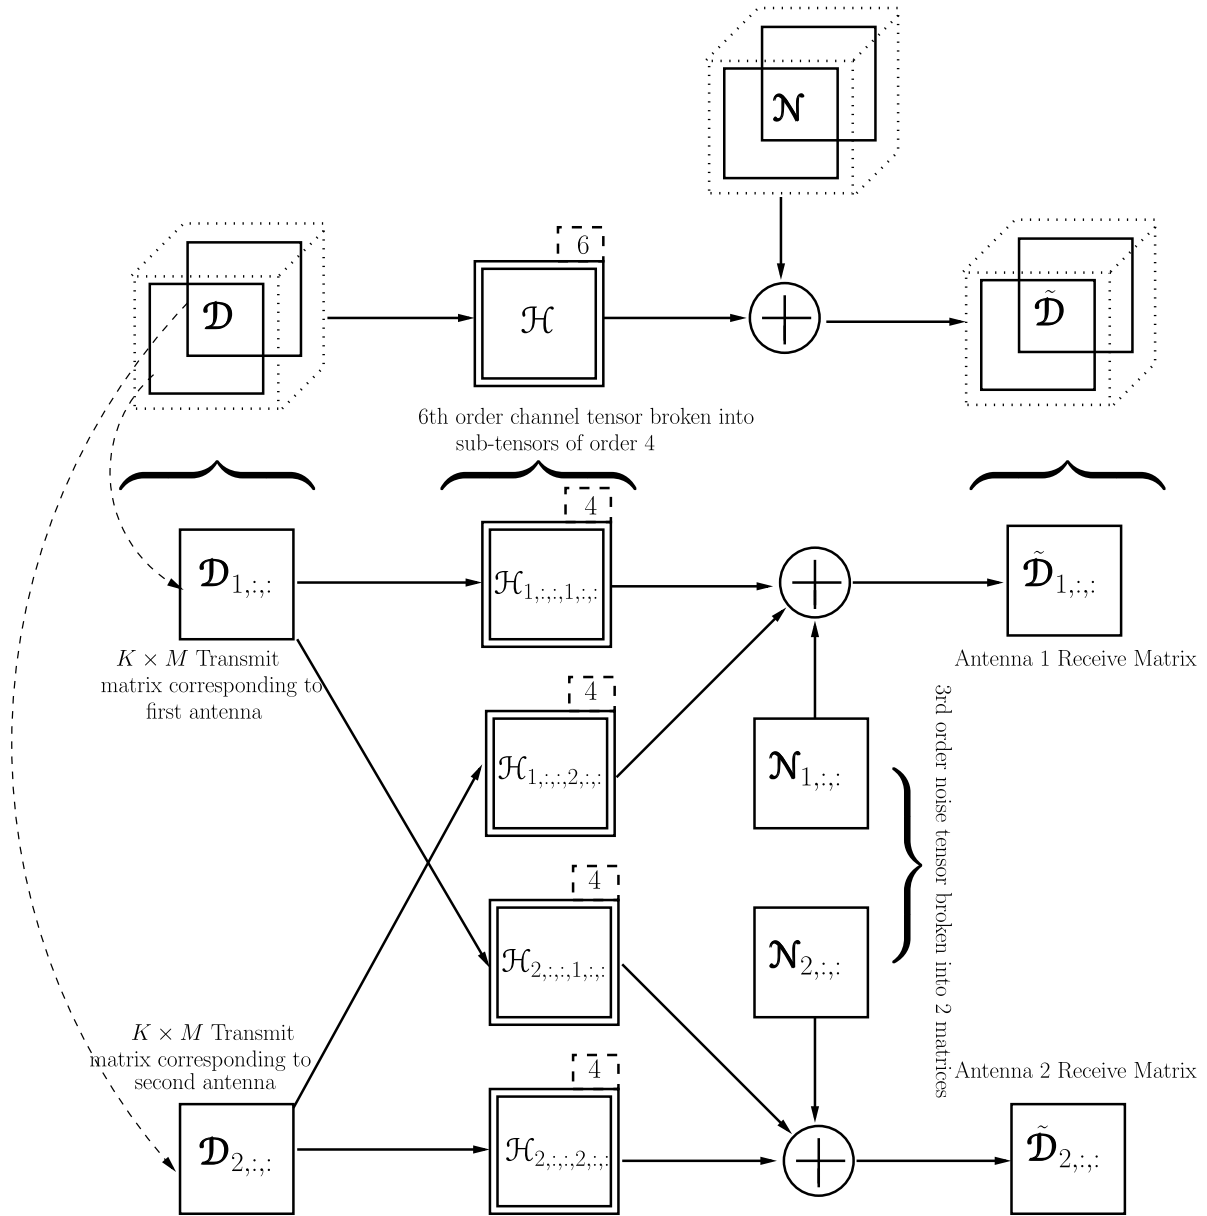 𝓝
6
𝓓
ℋ
𝓓̃
6th order channel tensor broken into
sub-tensors of order 4
4
𝓓₁,:,:
ℋ₁,:,:,₁,:,:
𝓓̃₁,:,:
K × M Transmit
matrix corresponding to
first antenna
Antenna 1 Receive Matrix
4
ℋ₁,:,:,₂,:,:
𝓝₁,:,:
3rd order noise tensor broken into 2 matrices
4
ℋ₂,:,:,₁,:,:
𝓝₂,:,:
K × M Transmit
matrix corresponding to
second antenna
4
Antenna 2 Receive Matrix
𝓓₂,:,:
ℋ₂,:,:,₂,:,:
𝓓̃₂,:,: